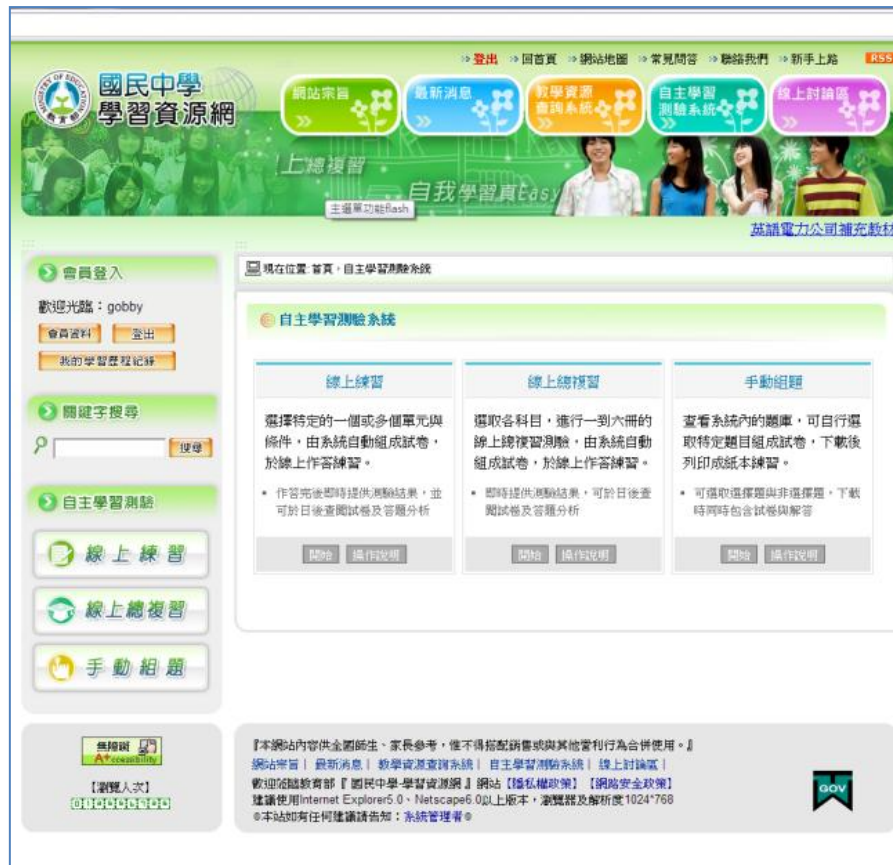 登出 回首頁 網站地圖 常見問答 聯絡我們 新手上路 RSS
國民中學
學習資源網
網站宗旨
最新消息
教學資源
查詢系統
自主學習
測驗系統
線上討論區
上總複習
自我學習真Easy
主選單功能flash
英語電力公司補充教材
會員登入
歡迎光臨：gobby
會員資料 登出
我的學習歷程紀錄
關鍵字搜尋
搜尋
自主學習測驗
線上練習
線上總複習
手動組題
現在位置: 首頁，自主學習測驗系統
自主學習測驗系統
線上練習
選擇特定的一個或多個單元與
條件，由系統自動組成試卷，
於線上作答練習。
作答完後即時提供測驗結果，並
可於日後查閱試卷及答題分析
開始 操作說明
線上總複習
選取各科目，進行一到六冊的
線上總複習測驗，由系統自動
組成試卷，於線上作答練習。
即時提供測驗結果，可於日後查
閱試卷及答題分析
開始 操作說明
手動組題
查看系統內的題庫，可自行選
取特定題目組成試卷，下載後
列印成紙本練習。
可選取選擇題與非選擇題，下載
時同時包含試卷與解答
開始 操作說明
無障礙
A+ccessibility
【瀏覽人次】
『本網站內容供全國師生、家長參考，惟不得搭配銷售或與其他營利行為合併使用。』
網站宗旨| 最新消息| 教學資源查詢系統| 自主學習測驗系統| 線上討論區|
歡迎蒞臨教育部『國民中學-學習資源網』網站【隱私權政策】【網路安全政策】
建議使用Internet Explorer5.0、Netscape6.0以上版本，瀏覽器及解析度1024*768
◎本站如有任何建議請告知：系統管理者◎
GOV